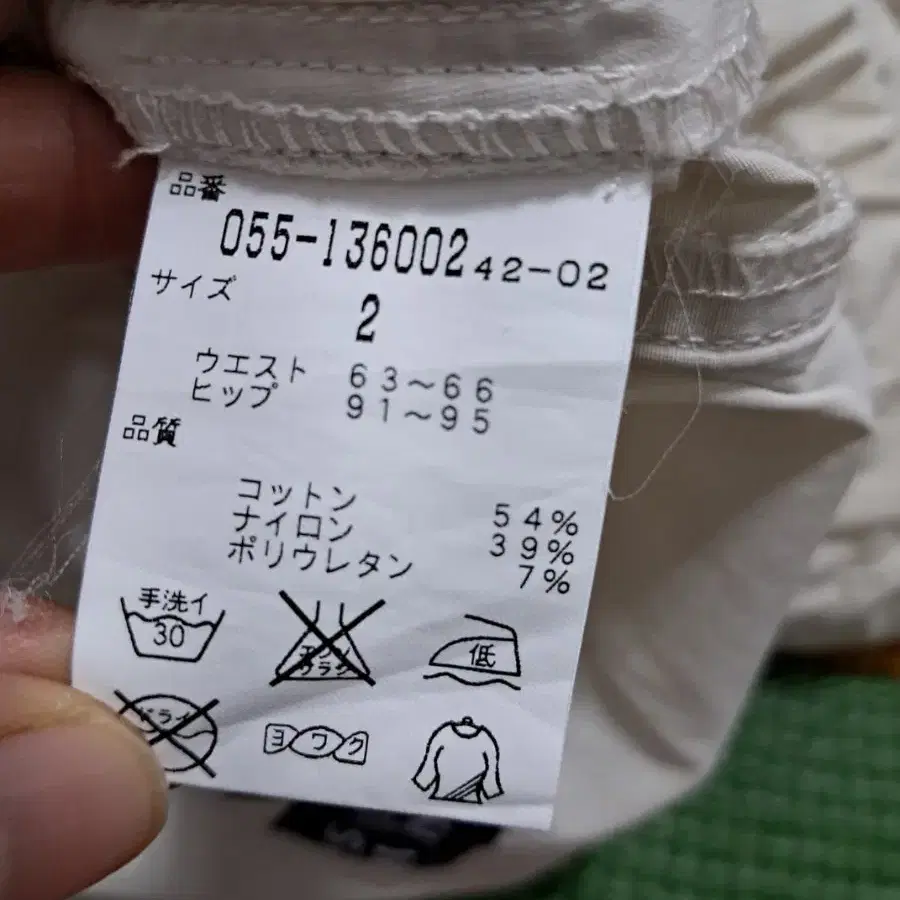 品番
055-136002 42-02
サイズ
2
ウエスト 63～66
ヒップ 91～95
品質
コットン 54%
ナイロン 39%
ポリウレタン 7%
手洗イ
30
エンソ
サラシ
低
ドライ
ヨワク